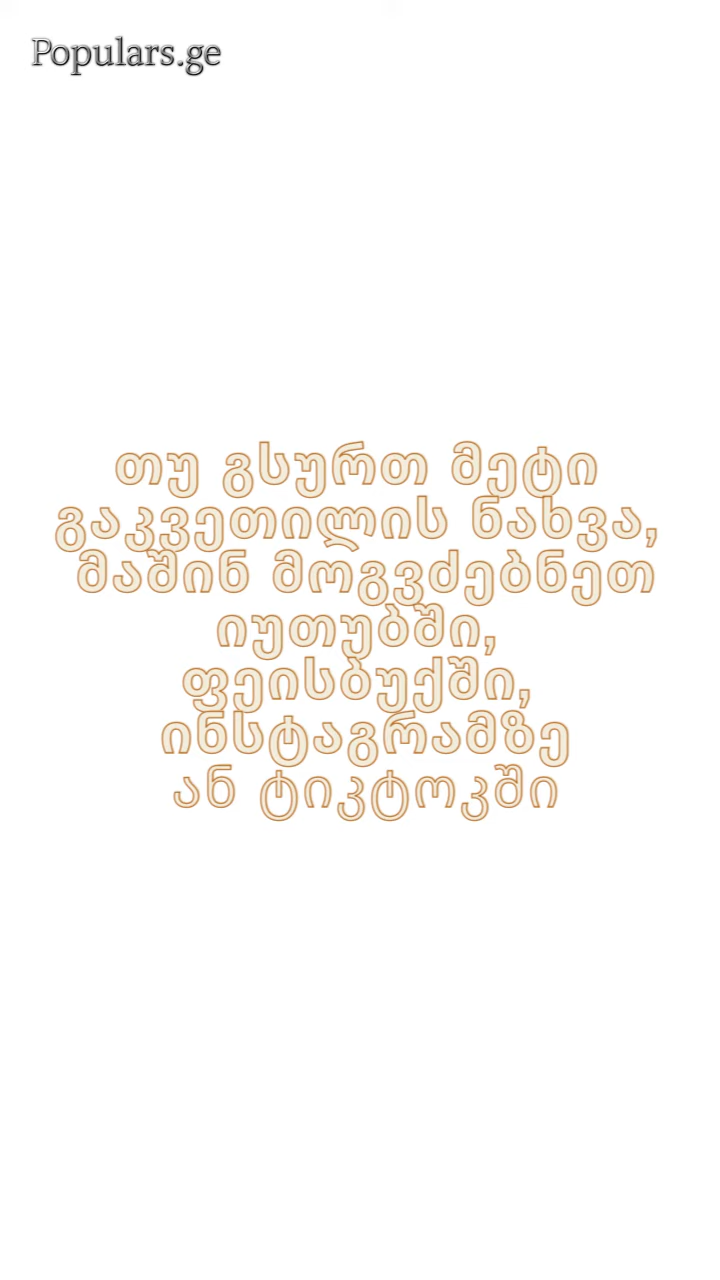 Populars.ge
თუ გსურთ მეტი
გაკვეთილის ნახვა,
მაშინ მოგვძებნეთ
იუთუბში,
ფეისბუქში,
ინსტაგრამზე
ან ტიკტოკში